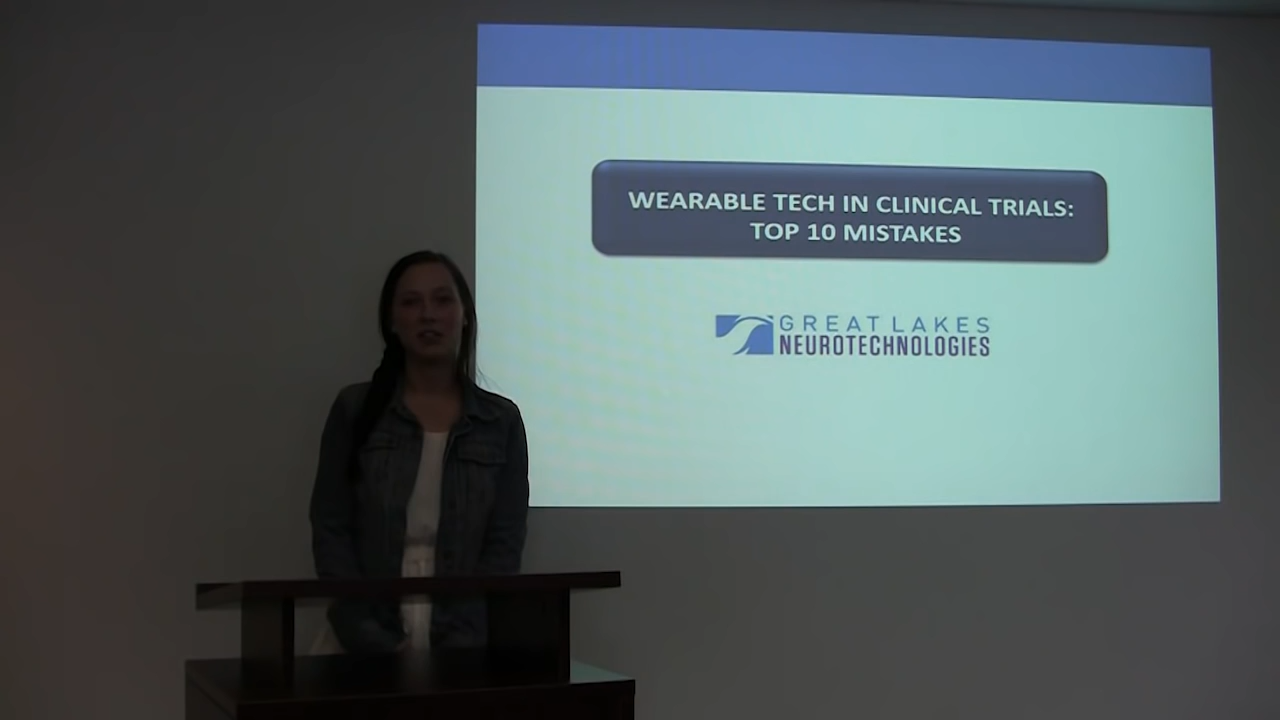 WEARABLE TECH IN CLINICAL TRIALS:
TOP 10 MISTAKES
GREAT LAKES
NEUROTECHNOLOGIES